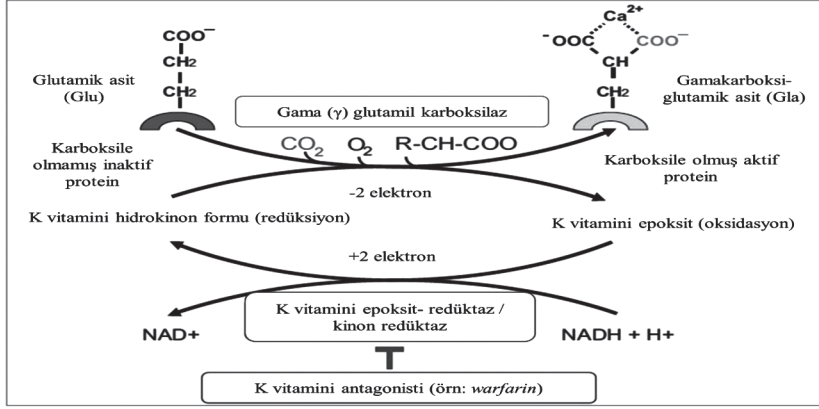 Ca²⁺
COO⁻
⁻OOC COO⁻
CH₂
CH
CH₂
CH₂
Glutamik asit
(Glu)
Gamakarboksi-
glutamik asit (Gla)
Gama (γ) glutamil karboksilaz
Karboksile
olmamış inaktif
protein
CO₂ O₂ R-CH-COO
Karboksile olmuş aktif
protein
-2 elektron
K vitamini hidrokinon formu (redüksiyon)
K vitamini epoksit (oksidasyon)
+2 elektron
K vitamini epoksit- redüktaz /
kinon redüktaz
NAD+
NADH + H+
K vitamini antagonisti (örn: warfarin)